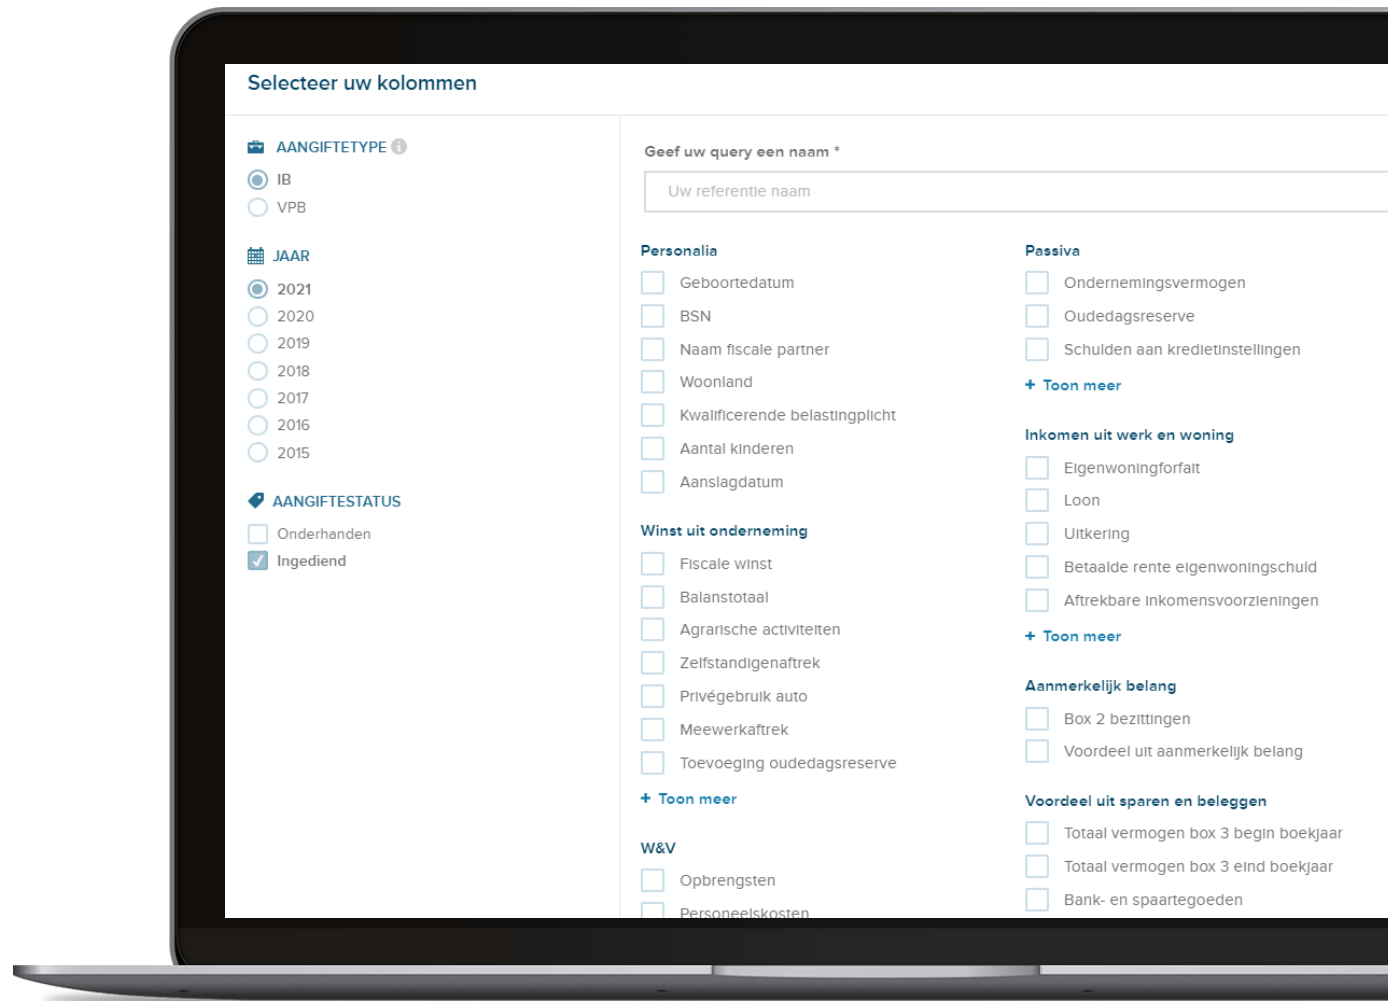 Selecteer uw kolommen
AANGIFTETYPE
IB
VPB
JAAR
2021
2020
2019
2018
2017
2016
2015
AANGIFTESTATUS
Onderhanden
Ingediend
Geef uw query een naam *
Uw referentie naam
Personalia
Geboortedatum
BSN
Naam fiscale partner
Woonland
Kwalificerende belastingplicht
Aantal kinderen
Aanslagdatum
Winst uit onderneming
Fiscale winst
Balanstotaal
Agrarische activiteiten
Zelfstandigenaftrek
Privégebruik auto
Meewerkaftrek
Toevoeging oudedagsreserve
+ Toon meer
W&V
Opbrengsten
Personeelskosten
Passiva
Ondernemingsvermogen
Oudedagsreserve
Schulden aan kredietinstellingen
+ Toon meer
Inkomen uit werk en woning
Eigenwoningforfait
Loon
Uitkering
Betaalde rente eigenwoningschuld
Aftrekbare inkomensvoorzieningen
+ Toon meer
Aanmerkelijk belang
Box 2 bezittingen
Voordeel uit aanmerkelijk belang
Voordeel uit sparen en beleggen
Totaal vermogen box 3 begin boekjaar
Totaal vermogen box 3 eind boekjaar
Bank- en spaartegoeden